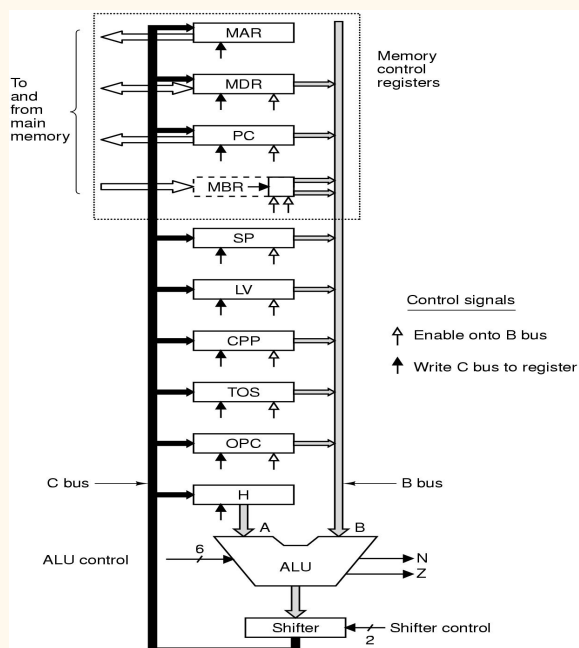 MAR
To
and
from
main
memory
Memory
control
registers
MDR
PC
MBR
SP
LV
Control signals
Enable onto B bus
CPP
Write C bus to register
TOS
OPC
C bus
B bus
H
A
B
ALU control
6
ALU
N
Z
Shifter
2
Shifter control